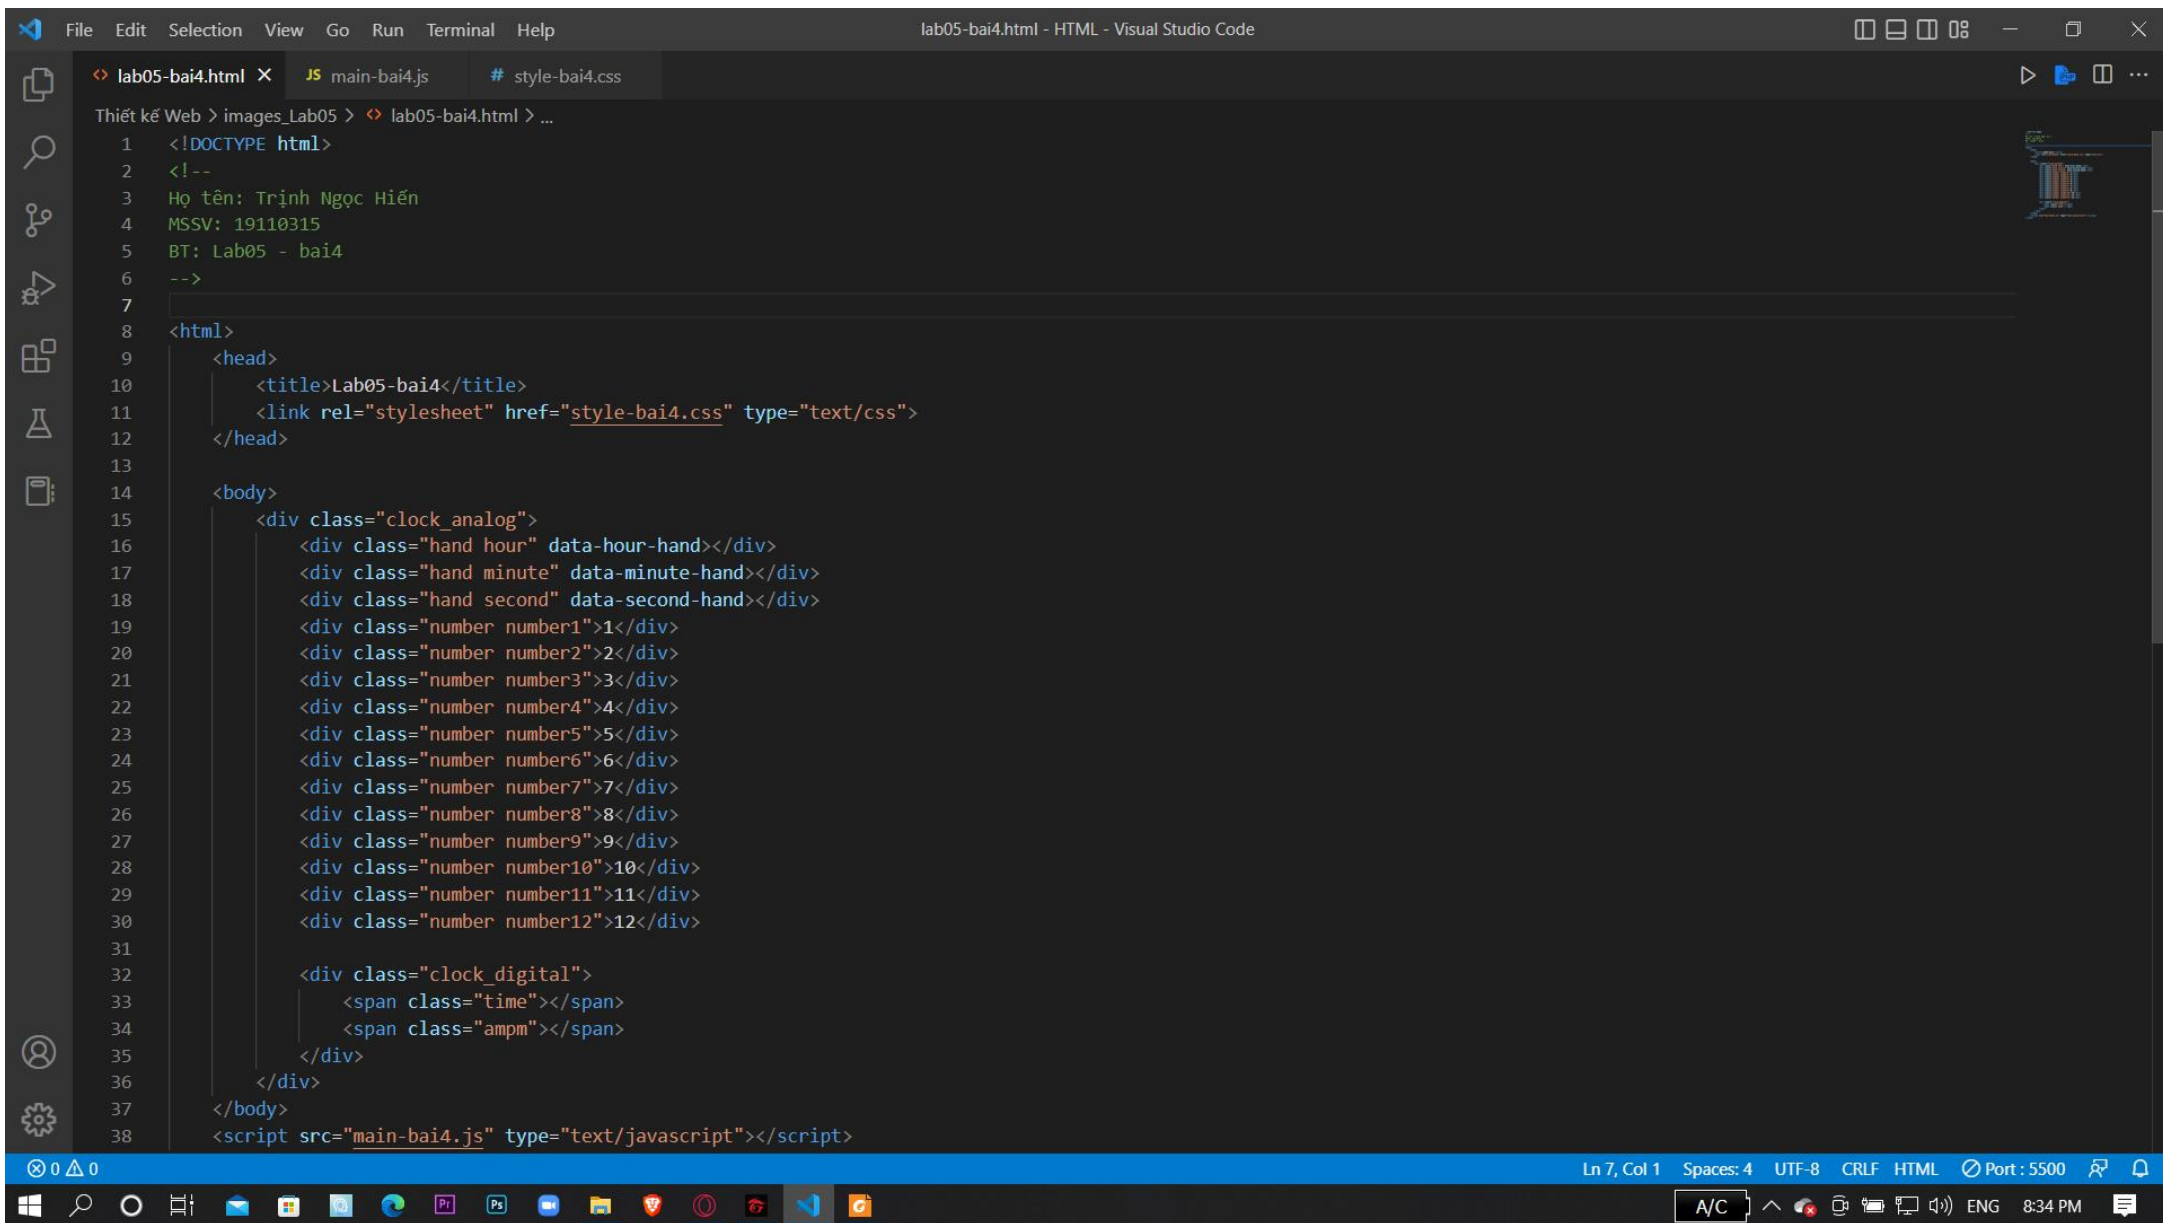 File Edit Selection View Go Run Terminal Help lab05-bai4.html - HTML - Visual Studio Code
lab05-bai4.html JS main-bai4.js # style-bai4.css
Thiết kế Web > images_Lab05 > lab05-bai4.html > ...
1 <!DOCTYPE html>
2 <!--
3 Họ tên: Trịnh Ngọc Hiến
4 MSSV: 19110315
5 BT: Lab05 - bai4
6 -->
7
8 <html>
9 <head>
10 <title>Lab05-bai4</title>
11 <link rel="stylesheet" href="style-bai4.css" type="text/css">
12 </head>
13
14 <body>
15 <div class="clock_analog">
16 <div class="hand hour" data-hour-hand></div>
17 <div class="hand minute" data-minute-hand></div>
18 <div class="hand second" data-second-hand></div>
19 <div class="number number1">1</div>
20 <div class="number number2">2</div>
21 <div class="number number3">3</div>
22 <div class="number number4">4</div>
23 <div class="number number5">5</div>
24 <div class="number number6">6</div>
25 <div class="number number7">7</div>
26 <div class="number number8">8</div>
27 <div class="number number9">9</div>
28 <div class="number number10">10</div>
29 <div class="number number11">11</div>
30 <div class="number number12">12</div>
31
32 <div class="clock_digital">
33 <span class="time"></span>
34 <span class="ampm"></span>
35 </div>
36 </div>
37 </body>
38 <script src="main-bai4.js" type="text/javascript"></script>
0 0 Ln 7, Col 1 Spaces: 4 UTF-8 CRLF HTML Port : 5500
Pr Ps A/C ENG 8:34 PM